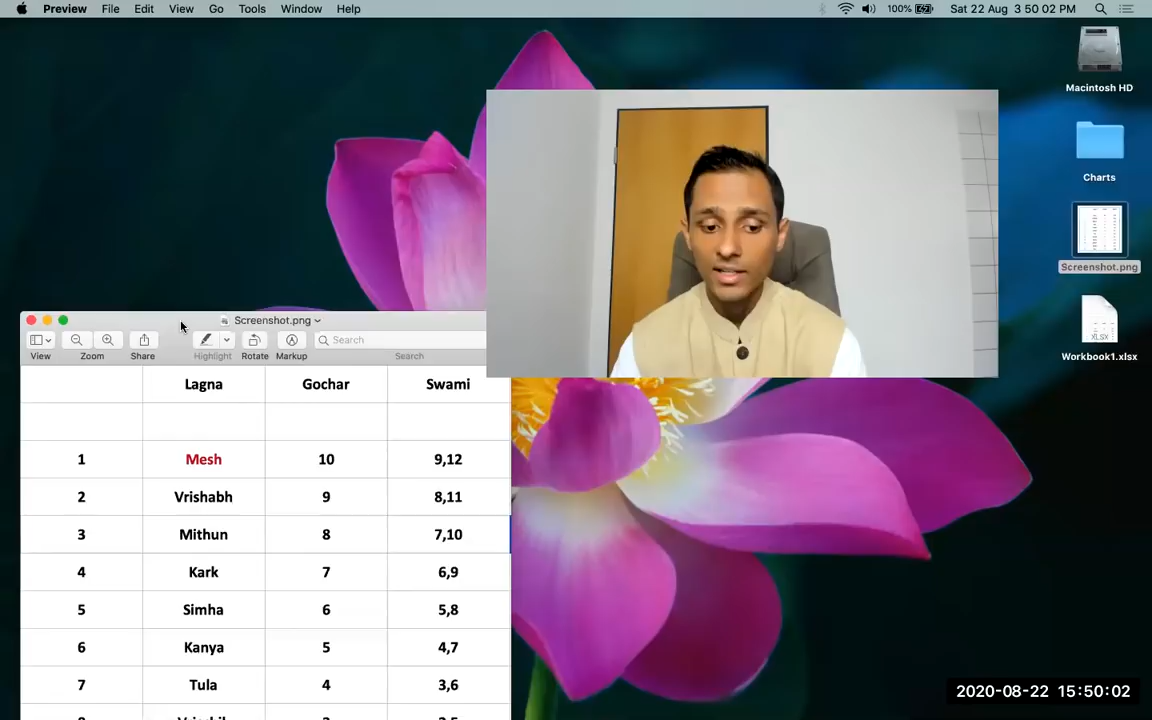 Preview File Edit View Go Tools Window Help 100% Sat 22 Aug 3 50 02 PM
Macintosh HD
Charts
Screenshot.png
Workbook1.xlsx
Screenshot.png
Search
View Zoom Share Highlight Rotate Markup Search
Lagna Gochar Swami
1 Mesh 10 9,12
2 Vrishabh 9 8,11
3 Mithun 8 7,10
4 Kark 7 6,9
5 Simha 6 5,8
6 Kanya 5 4,7
7 Tula 4 3,6
2020-08-22 15:50:02